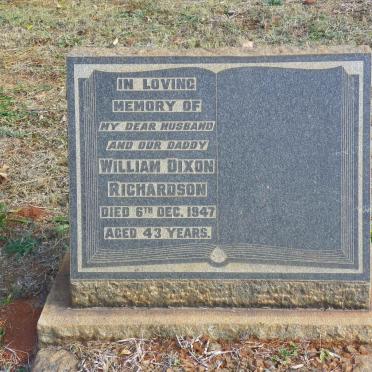 IN LOVING
MEMORY OF
MY DEAR HUSBAND
AND OUR DADDY
WILLIAM DIXON
RICHARDSON
DIED 6TH DEC. 1947
AGED 43 YEARS.